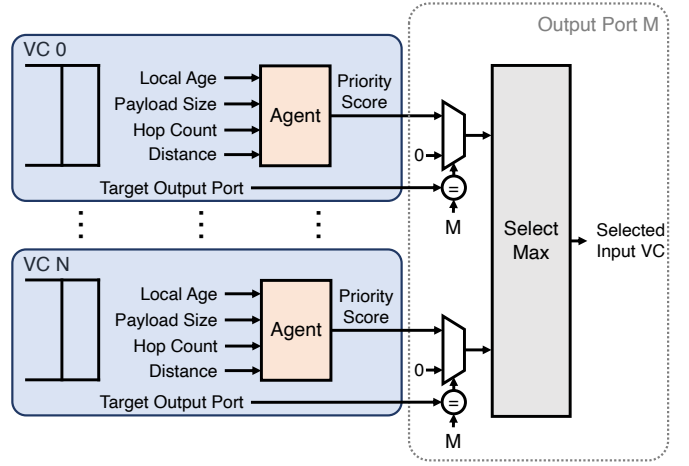 Output Port M
VC 0
Local Age
Payload Size
Hop Count
Distance
Agent
Priority
Score
0
Target Output Port
=
M
Select
Max
Selected
Input VC
VC N
Local Age
Payload Size
Hop Count
Distance
Agent
Priority
Score
0
Target Output Port
=
M